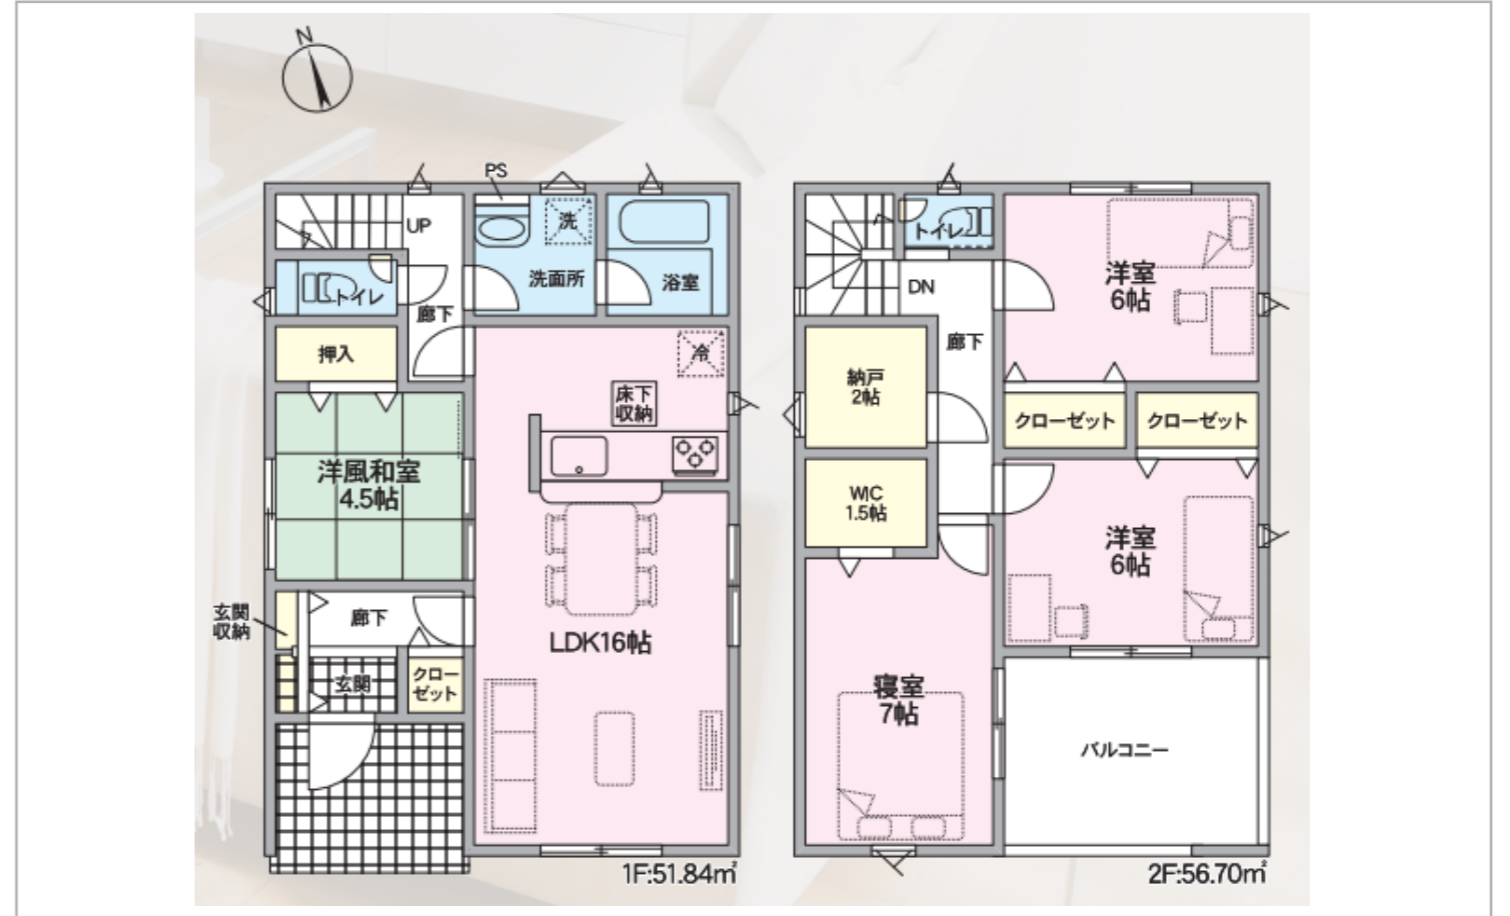 N
PS
UP
洗
洗面所
浴室
トイレ
廊下
押入
冷
床下
収納
洋風和室
4.5帖
玄関
収納
廊下
LDK16帖
玄関
クロー
ゼット
1F:51.84㎡
トイレ
DN
洋室
6帖
廊下
納戸
2帖
クローゼット
クローゼット
WIC
1.5帖
洋室
6帖
寝室
7帖
バルコニー
2F:56.70㎡